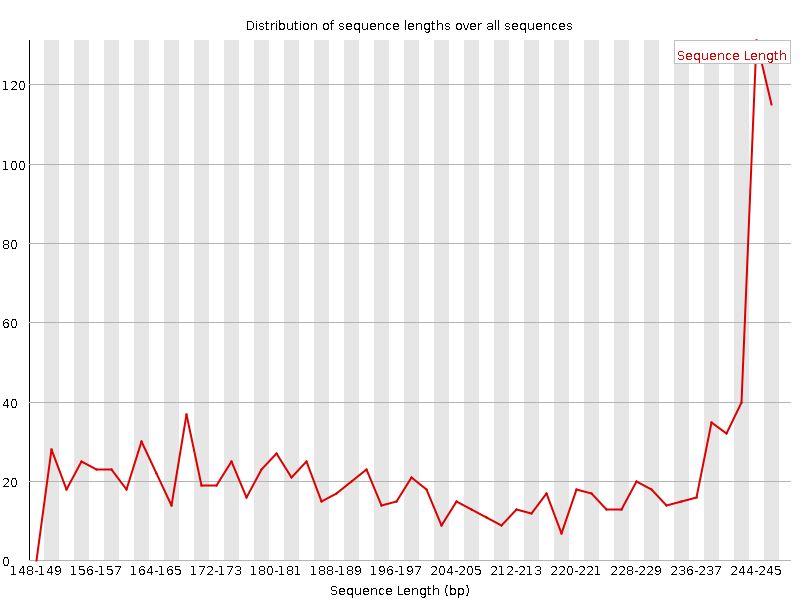 Distribution of sequence lengths over all sequences
Sequence Length
120
100
80
60
40
20
0
148-149 156-157 164-165 172-173 180-181 188-189 196-197 204-205 212-213 220-221 228-229 236-237 244-245
Sequence Length (bp)